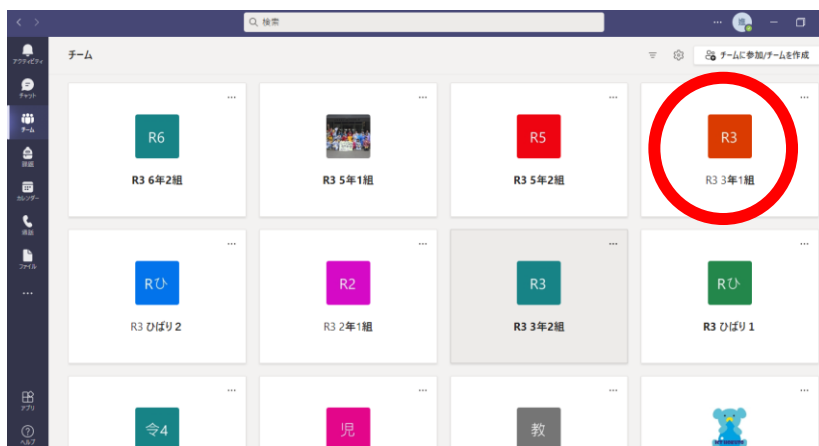 検索
アクティビティ
チーム
チームに参加/チームを作成
チャット
チーム
課題
カレンダー
通話
ファイル
アプリ
ヘルプ
R6
R3 6年2組
R3 5年1組
R5
R3 5年2組
R3
R3 3年1組
Rひ
R3 ひばり2
R2
R3 2年1組
R3
R3 3年2組
Rひ
R3 ひばり1
令4
児
教